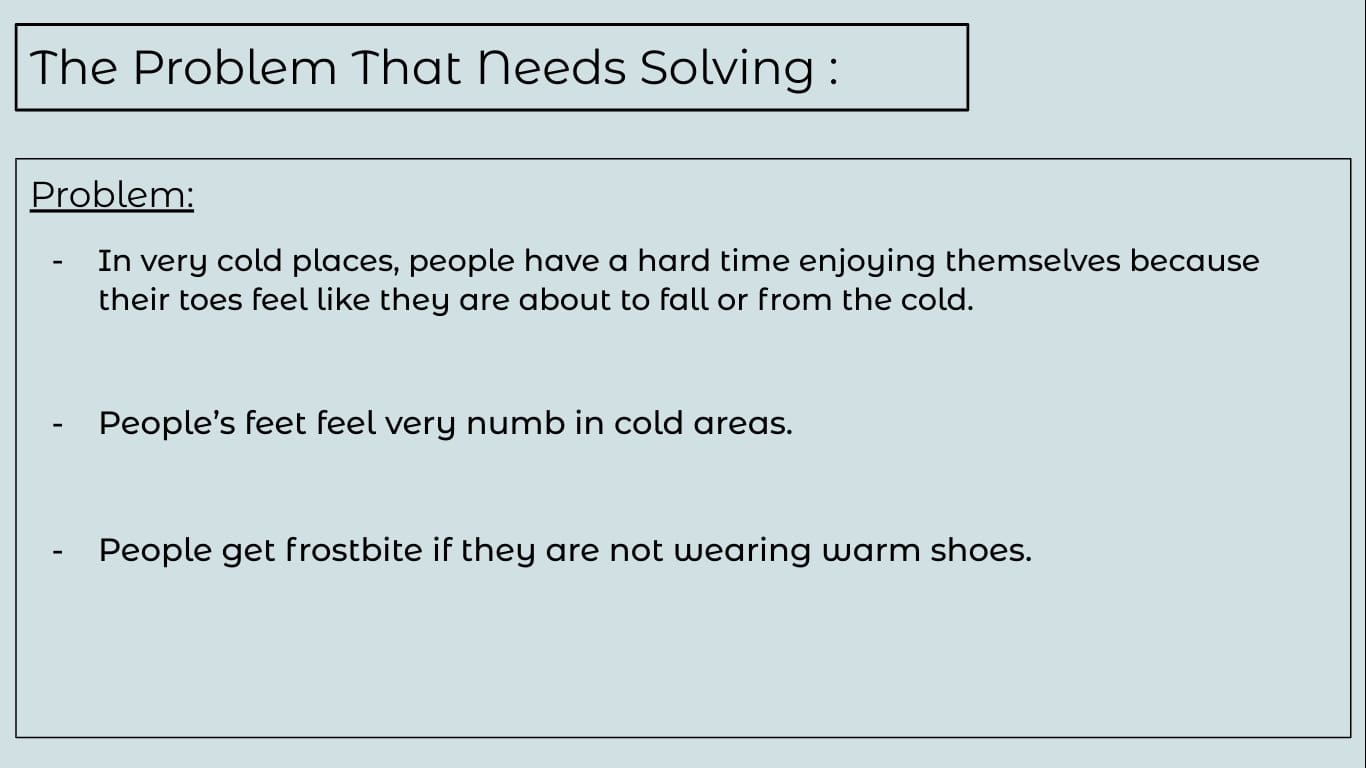 The Problem That Needs Solving :
Problem:
- In very cold places, people have a hard time enjoying themselves because
their toes feel like they are about to fall or from the cold.
- People’s feet feel very numb in cold areas.
- People get frostbite if they are not wearing warm shoes.